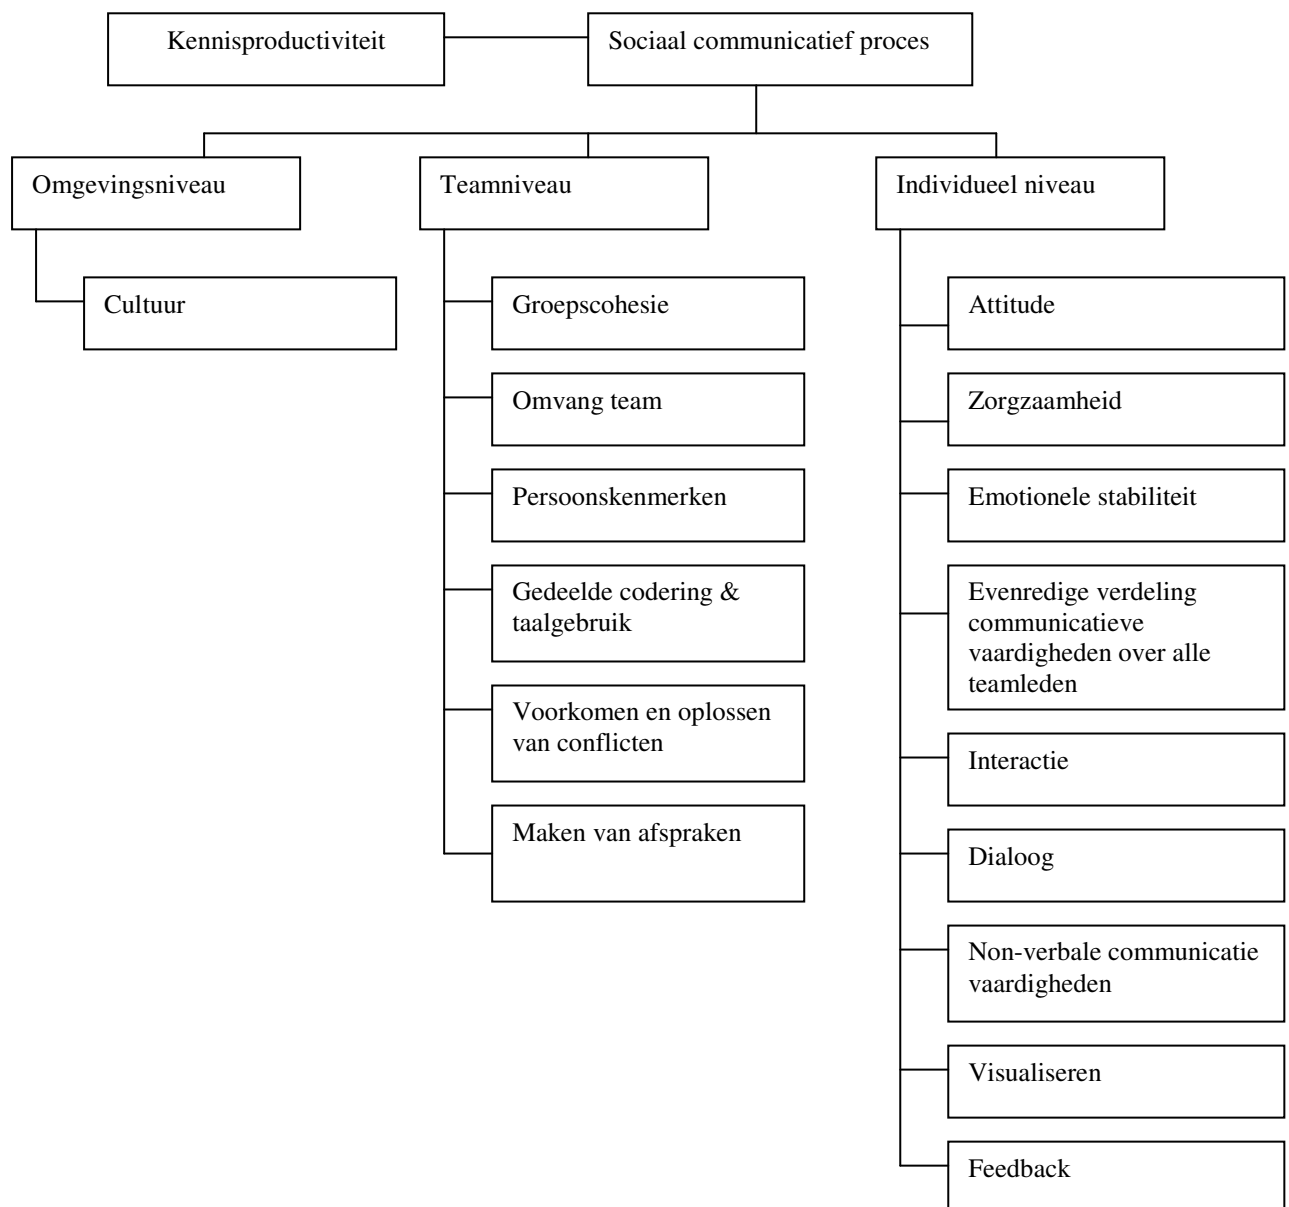 Kennisproductiviteit
Sociaal communicatief proces
Omgevingsniveau
Teamniveau
Individueel niveau
Cultuur
Groepscohesie
Omvang team
Persoonskenmerken
Gedeelde codering &
taalgebruik
Voorkomen en oplossen
van conflicten
Maken van afspraken
Attitude
Zorgzaamheid
Emotionele stabiliteit
Evenredige verdeling
communicatieve
vaardigheden over alle
teamleden
Interactie
Dialoog
Non-verbale communicatie
vaardigheden
Visualiseren
Feedback